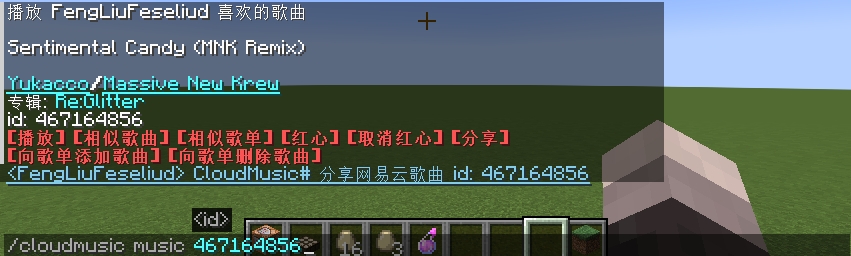 播放 FengLiuFeseliud 喜欢的歌曲
Sentimental Candy (MNK Remix)
Yukacco/Massive New Krew
专辑: Re:Glitter
id: 467164856
[播放] [相似歌曲] [相似歌单] [红心] [取消红心] [分享]
[向歌单添加歌曲] [向歌单删除歌曲]
<FengLiuFeseliud> CloudMusic# 分享网易云歌曲 id: 467164856
<id>
16
3
/cloudmusic music 467164856_